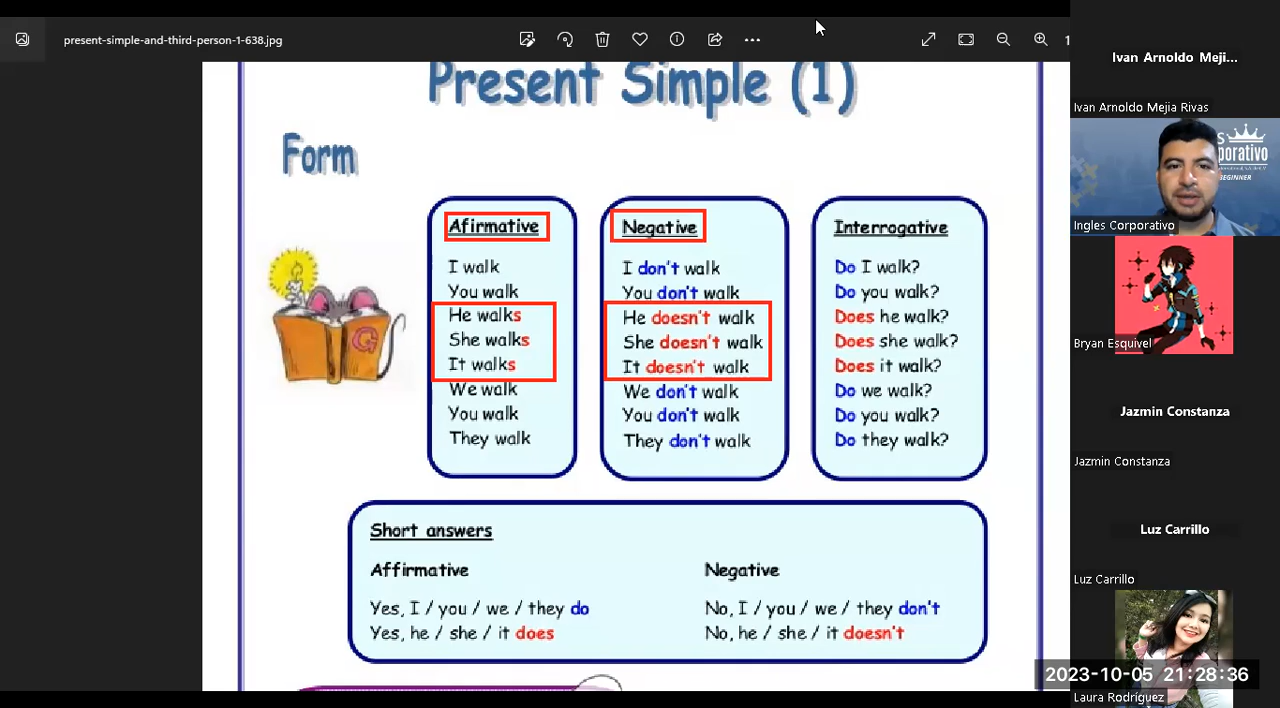 present-simple-and-third-person-1-638.jpg
1
Present Simple (1)
Form
Afirmative
I walk
You walk
He walks
She walks
It walks
We walk
You walk
They walk
Negative
I don't walk
You don't walk
He doesn't walk
She doesn't walk
It doesn't walk
We don't walk
You don't walk
They don't walk
Interrogative
Do I walk?
Do you walk?
Does he walk?
Does she walk?
Does it walk?
Do we walk?
Do you walk?
Do they walk?
G
Short answers
Affirmative
Yes, I / you / we / they do
Yes, he / she / it does
Negative
No, I / you / we / they don't
No, he / she / it doesn't
Ivan Arnoldo Meji...
Ivan Arnoldo Mejia Rivas
S
porativo
BEGINNER
Ingles Corporativo
Bryan Esquivel
Jazmin Constanza
Jazmin Constanza
Luz Carrillo
Luz Carrillo
2023-10-05 21:28:36
Laura Rodríguez